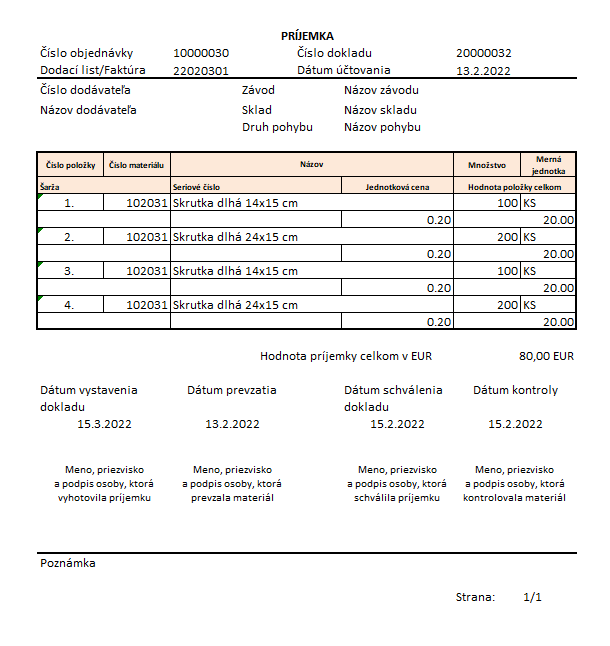 PRÍJEMKA
Číslo objednávky 10000030 Číslo dokladu 20000032
Dodací list/Faktúra 22020301 Dátum účtovania 13.2.2022
Číslo dodávateľa Závod Názov závodu
Názov dodávateľa Sklad Názov skladu
Druh pohybu Názov pohybu
Číslo položky Číslo materiálu Názov Množstvo Merná jednotka
Šarža Seriové číslo Jednotková cena Hodnota položky celkom
1. 102031 Skrutka dlhá 14x15 cm 100 KS
0.20 20.00
2. 102031 Skrutka dlhá 24x15 cm 200 KS
0.20 20.00
3. 102031 Skrutka dlhá 14x15 cm 100 KS
0.20 20.00
4. 102031 Skrutka dlhá 24x15 cm 200 KS
0.20 20.00
Hodnota príjemky celkom v EUR 80,00 EUR
Dátum vystavenia Dátum prevzatia Dátum schválenia Dátum kontroly
dokladu dokladu
15.3.2022 13.2.2022 15.2.2022 15.2.2022
Meno, priezvisko Meno, priezvisko Meno, priezvisko Meno, priezvisko
a podpis osoby, ktorá a podpis osoby, ktorá a podpis osoby, ktorá a podpis osoby, ktorá
vyhotovila príjemku prevzala materiál schválila príjemku kontrolovala materiál
Poznámka
Strana: 1/1